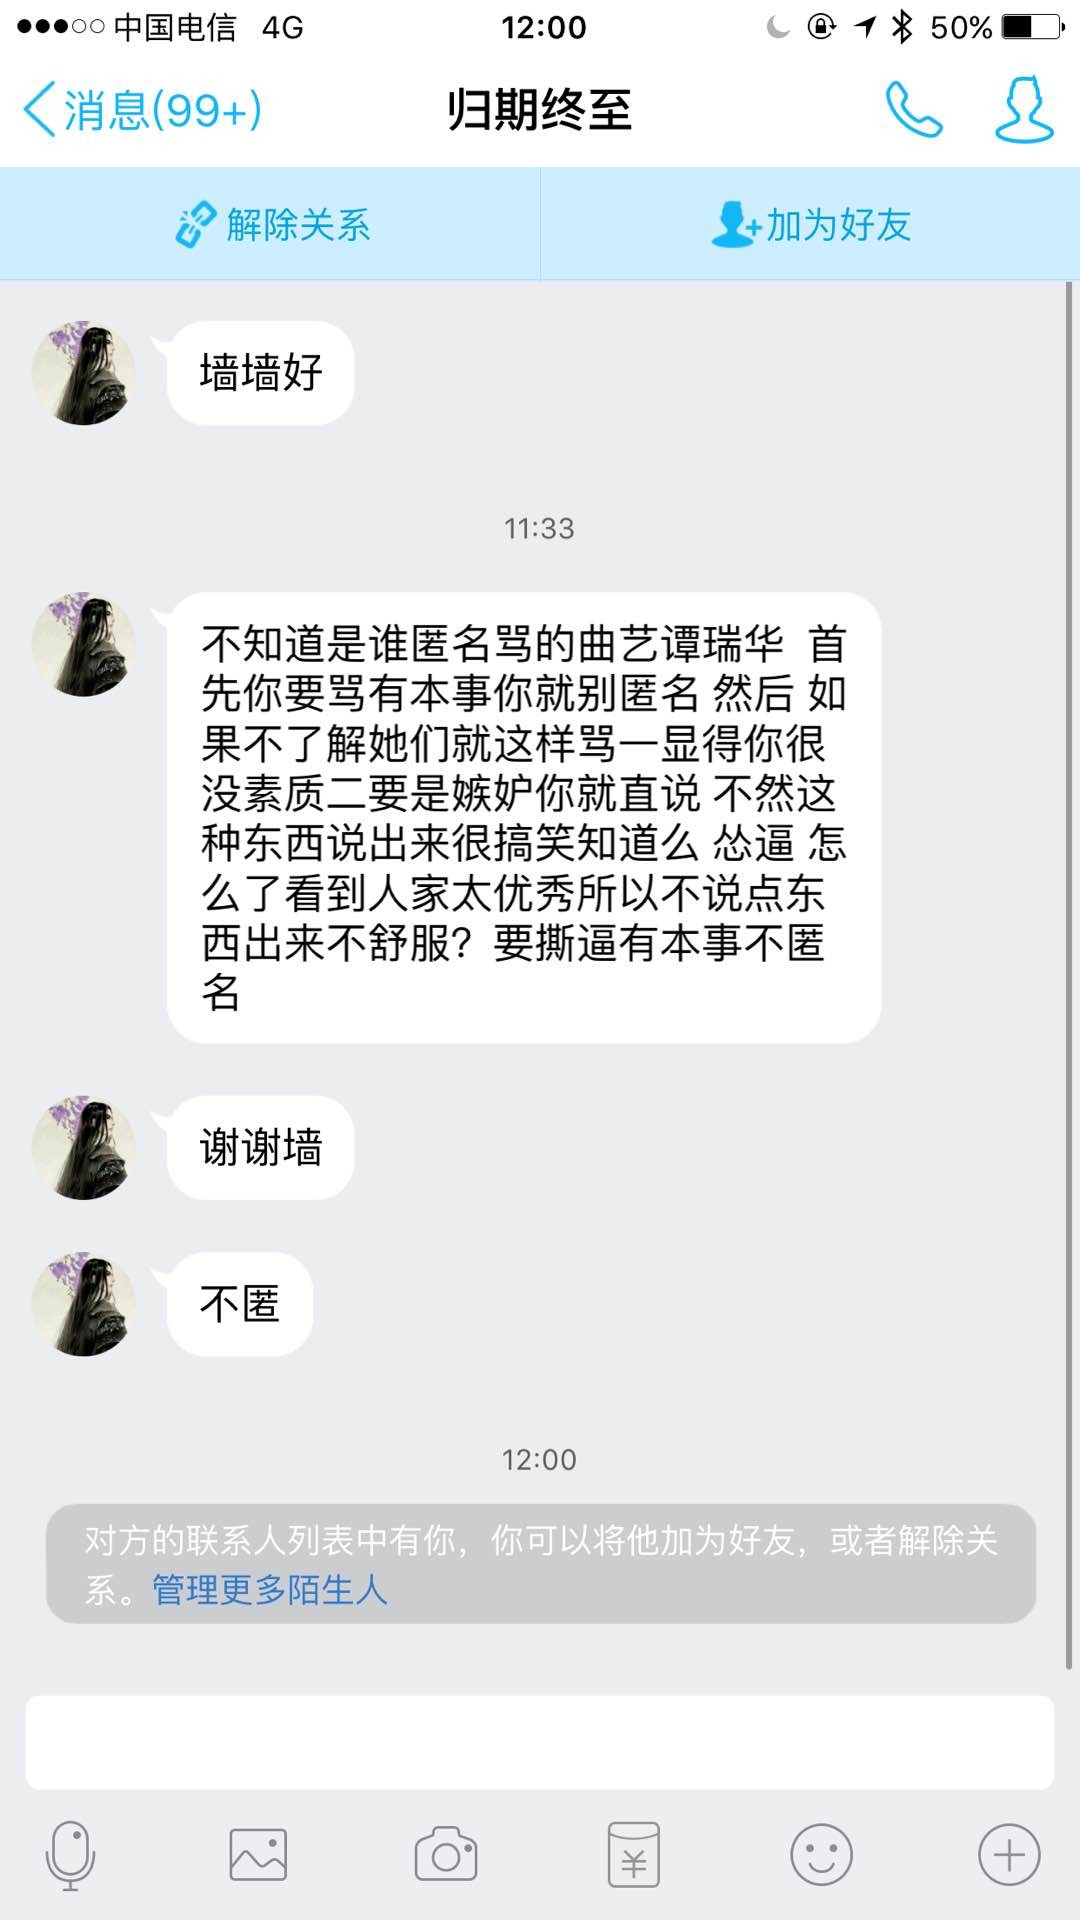 中国电信 4G 12:00 50%
消息(99+) 归期终至
解除关系 加为好友
墙墙好
11:33
不知道是谁匿名骂的曲艺谭瑞华 首
先你要骂有本事你就别匿名 然后 如
果不了解她们就这样骂一显得你很
没素质二要是嫉妒你就直说 不然这
种东西说出来很搞笑知道么 怂逼 怎
么了看到人家太优秀所以不说点东
西出来不舒服？要撕逼有本事不匿
名
谢谢墙
不匿
12:00
对方的联系人列表中有你，你可以将他加为好友，或者解除关
系。管理更多陌生人